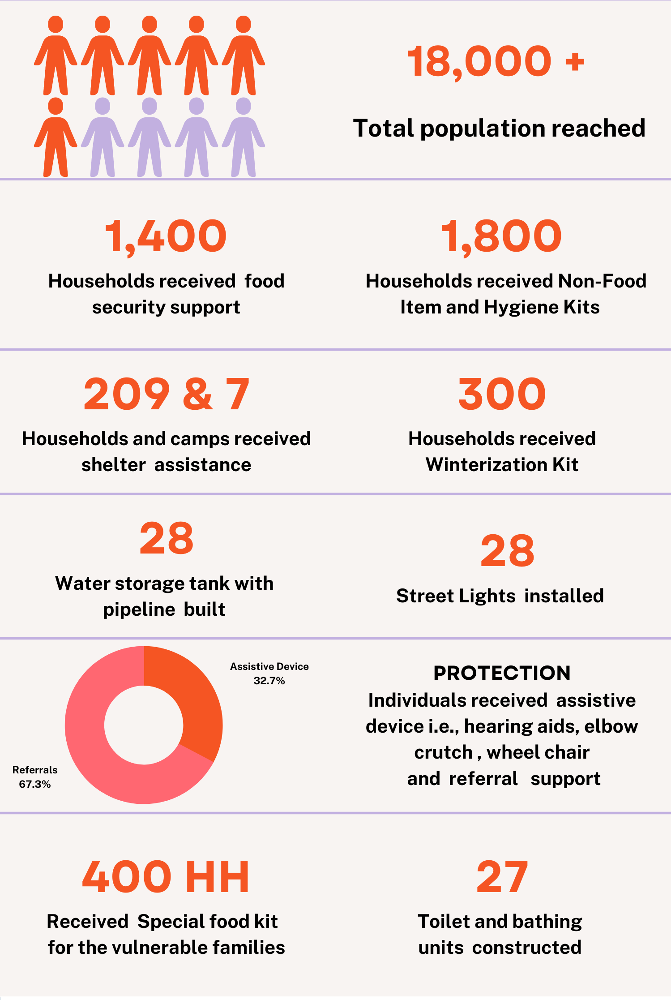 18,000 +
Total population reached
1,400
Households received food
security support
1,800
Households received Non-Food
Item and Hygiene Kits
209 & 7
Households and camps received
shelter assistance
300
Households received
Winterization Kit
28
Water storage tank with
pipeline built
28
Street Lights installed
Assistive Device
32.7%
Referrals
67.3%
PROTECTION
Individuals received assistive
device i.e., hearing aids, elbow
crutch , wheel chair
and referral support
400 HH
Received Special food kit
for the vulnerable families
27
Toilet and bathing
units constructed